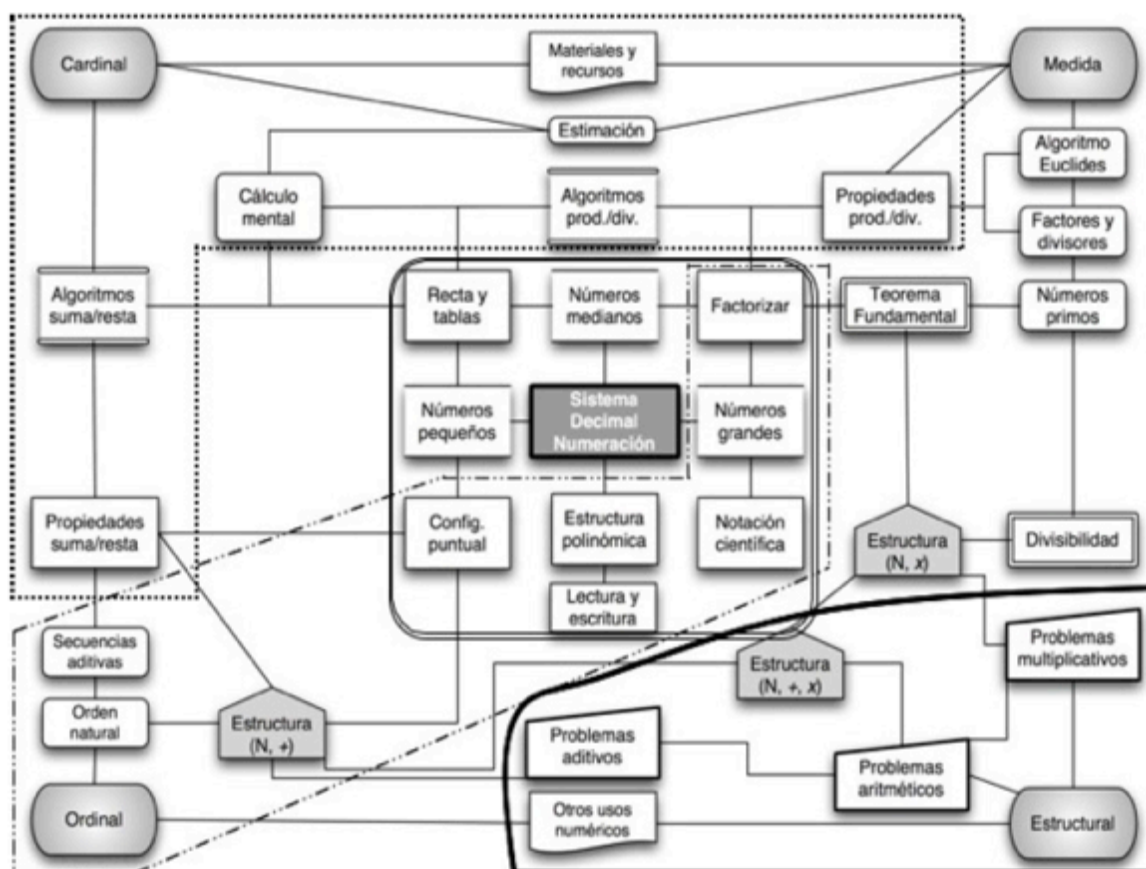 Cardinal
Materiales y
recursos
Medida
Estimación
Algoritmo
Euclides
Cálculo
mental
Algoritmos
prod./div.
Propiedades
prod./div.
Factores y
divisores
Algoritmos
suma/resta
Recta y
tablas
Números
medianos
Factorizar
Teorema
Fundamental
Números
primos
Números
pequeños
Sistema
Decimal
Numeración
Números
grandes
Propiedades
suma/resta
Config.
puntual
Estructura
polinómica
Notación
científica
Estructura
(N, x)
Divisibilidad
Lectura y
escritura
Secuencias
aditivas
Estructura
(N, +, x)
Problemas
multiplicativos
Orden
natural
Estructura
(N, +)
Problemas
aditivos
Problemas
aritméticos
Ordinal
Otros usos
numéricos
Estructural